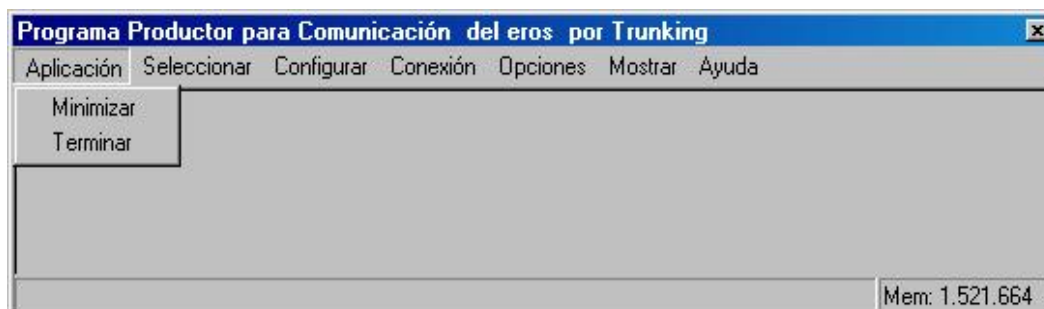 Programa Productor para Comunicación del eros por Trunking
Aplicación Seleccionar Configurar Conexión Opciones Mostrar Ayuda
Minimizar
Terminar
Mem: 1.521.664